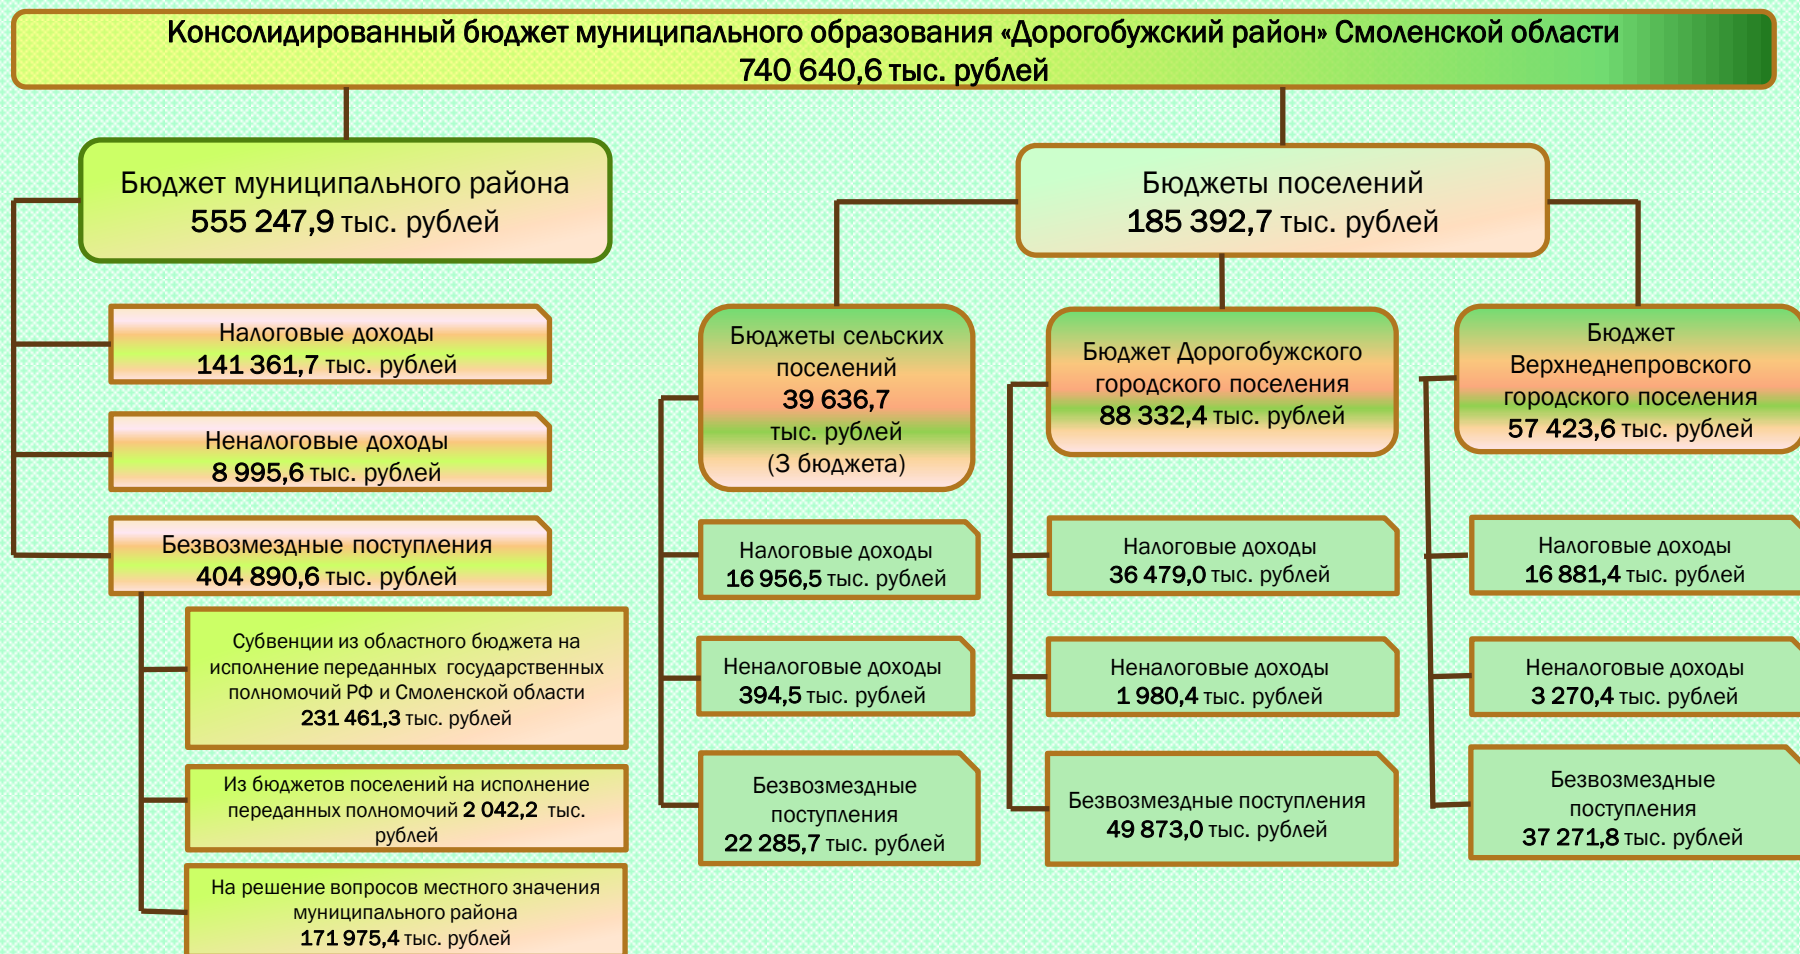 Консолидированный бюджет муниципального образования «Дорогобужский район» Смоленской области
740 640,6 тыс. рублей
Бюджет муниципального района
555 247,9 тыс. рублей
Налоговые доходы
141 361,7 тыс. рублей
Неналоговые доходы
8 995,6 тыс. рублей
Безвозмездные поступления
404 890,6 тыс. рублей
Субвенции из областного бюджета на
исполнение переданных государственных
полномочий РФ и Смоленской области
231 461,3 тыс. рублей
Из бюджетов поселений на исполнение
переданных полномочий 2 042,2 тыс.
рублей
На решение вопросов местного значения
муниципального района
171 975,4 тыс. рублей
Бюджеты поселений
185 392,7 тыс. рублей
Бюджеты сельских
поселений
39 636,7
тыс. рублей
(3 бюджета)
Налоговые доходы
16 956,5 тыс. рублей
Неналоговые доходы
394,5 тыс. рублей
Безвозмездные
поступления
22 285,7 тыс. рублей
Бюджет Дорогобужского
городского поселения
88 332,4 тыс. рублей
Налоговые доходы
36 479,0 тыс. рублей
Неналоговые доходы
1 980,4 тыс. рублей
Безвозмездные поступления
49 873,0 тыс. рублей
Бюджет
Верхнеднепровского
городского поселения
57 423,6 тыс. рублей
Налоговые доходы
16 881,4 тыс. рублей
Неналоговые доходы
3 270,4 тыс. рублей
Безвозмездные
поступления
37 271,8 тыс. рублей